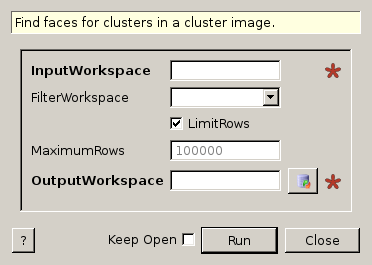 Find faces for clusters in a cluster image.
InputWorkspace
FilterWorkspace
LimitRows
MaximumRows 100000
OutputWorkspace
? Keep Open Run Close